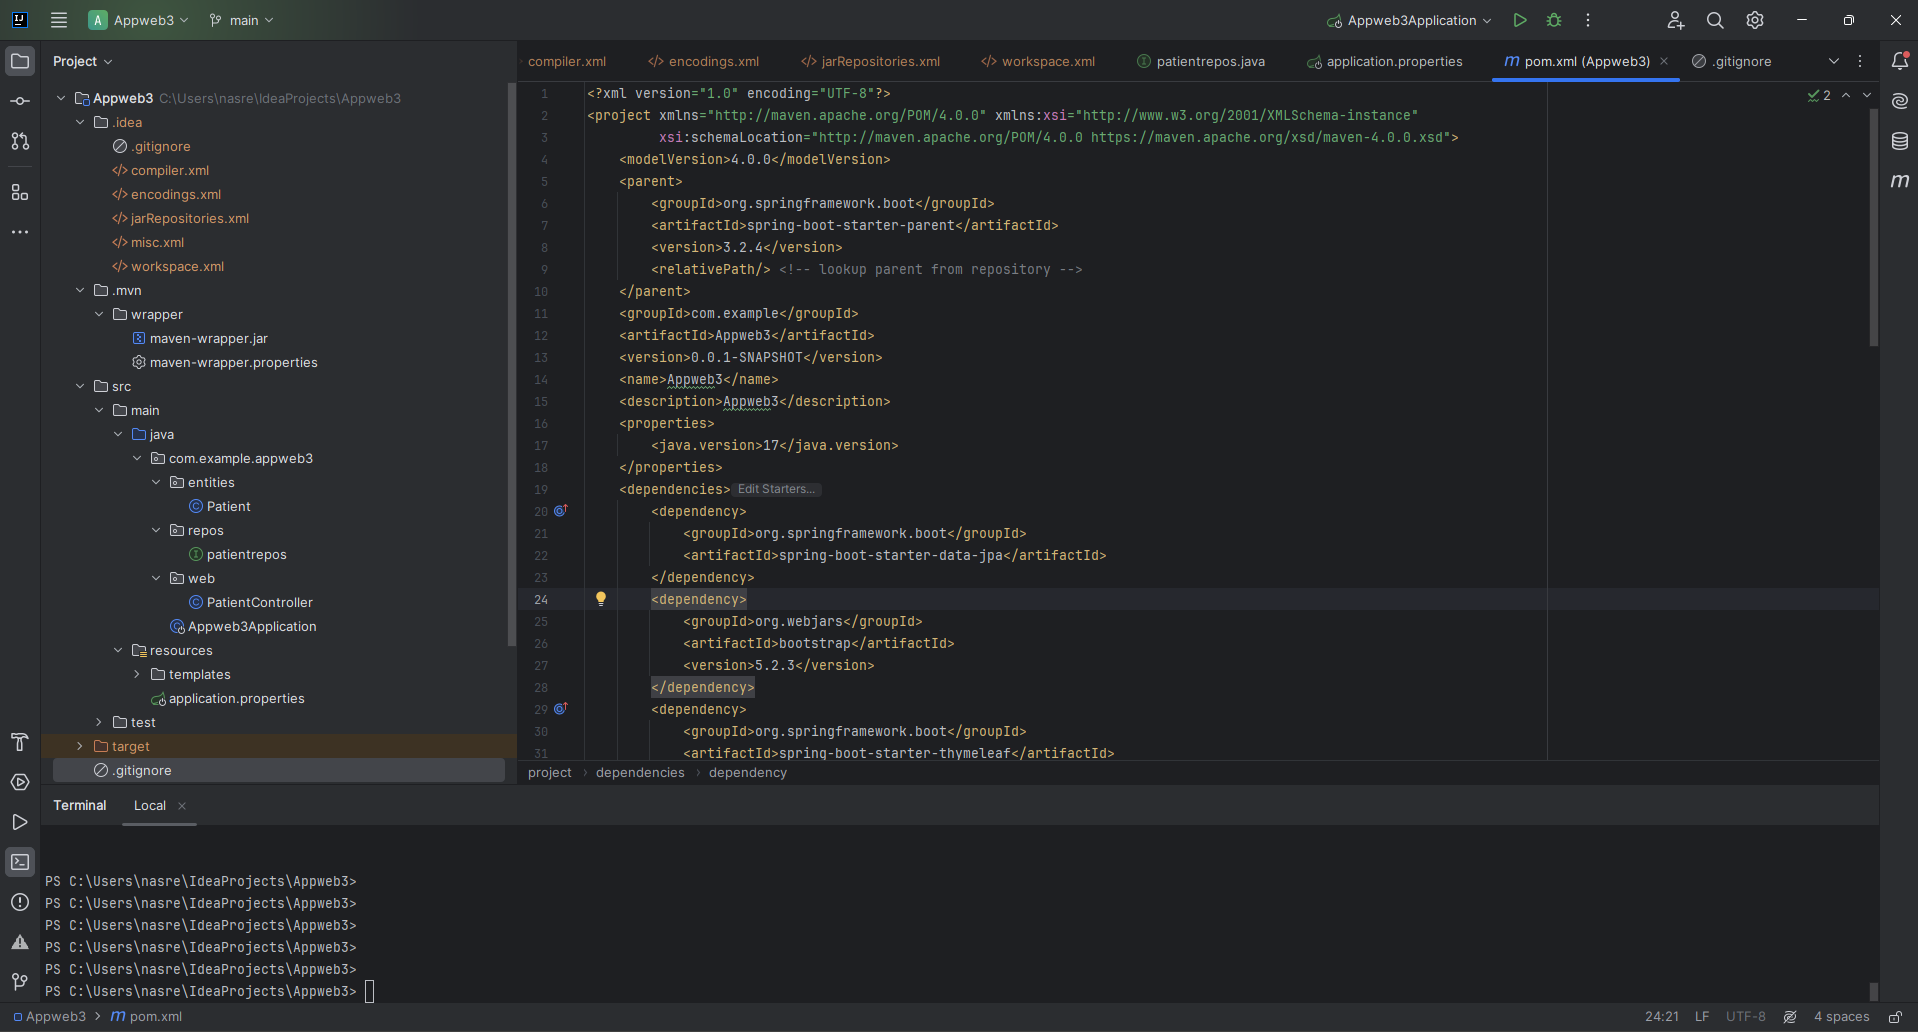 A Appweb3 main Appweb3Application
Project
compiler.xml encodings.xml jarRepositories.xml workspace.xml patientrepos.java application.properties m pom.xml (Appweb3) .gitignore
Appweb3 C:\Users\nasre\IdeaProjects\Appweb3
.idea
.gitignore
</> compiler.xml
</> encodings.xml
</> jarRepositories.xml
</> misc.xml
</> workspace.xml
.mvn
wrapper
maven-wrapper.jar
maven-wrapper.properties
src
main
java
com.example.appweb3
entities
Patient
repos
patientrepos
web
PatientController
Appweb3Application
resources
templates
application.properties
test
target
.gitignore
2
1 <?xml version="1.0" encoding="UTF-8"?>
2 <project xmlns="http://maven.apache.org/POM/4.0.0" xmlns:xsi="http://www.w3.org/2001/XMLSchema-instance"
3 xsi:schemaLocation="http://maven.apache.org/POM/4.0.0 https://maven.apache.org/xsd/maven-4.0.0.xsd">
4 <modelVersion>4.0.0</modelVersion>
5 <parent>
6 <groupId>org.springframework.boot</groupId>
7 <artifactId>spring-boot-starter-parent</artifactId>
8 <version>3.2.4</version>
9 <relativePath/> <!-- lookup parent from repository -->
10 </parent>
11 <groupId>com.example</groupId>
12 <artifactId>Appweb3</artifactId>
13 <version>0.0.1-SNAPSHOT</version>
14 <name>Appweb3</name>
15 <description>Appweb3</description>
16 <properties>
17 <java.version>17</java.version>
18 </properties>
19 <dependencies> Edit Starters...
20 <dependency>
21 <groupId>org.springframework.boot</groupId>
22 <artifactId>spring-boot-starter-data-jpa</artifactId>
23 </dependency>
24 <dependency>
25 <groupId>org.webjars</groupId>
26 <artifactId>bootstrap</artifactId>
27 <version>5.2.3</version>
28 </dependency>
29 <dependency>
30 <groupId>org.springframework.boot</groupId>
31 <artifactId>spring-boot-starter-thymeleaf</artifactId>
project › dependencies › dependency
Terminal Local
PS C:\Users\nasre\IdeaProjects\Appweb3>
PS C:\Users\nasre\IdeaProjects\Appweb3>
PS C:\Users\nasre\IdeaProjects\Appweb3>
PS C:\Users\nasre\IdeaProjects\Appweb3>
PS C:\Users\nasre\IdeaProjects\Appweb3>
PS C:\Users\nasre\IdeaProjects\Appweb3>
Appweb3 › m pom.xml 24:21 LF UTF-8 4 spaces